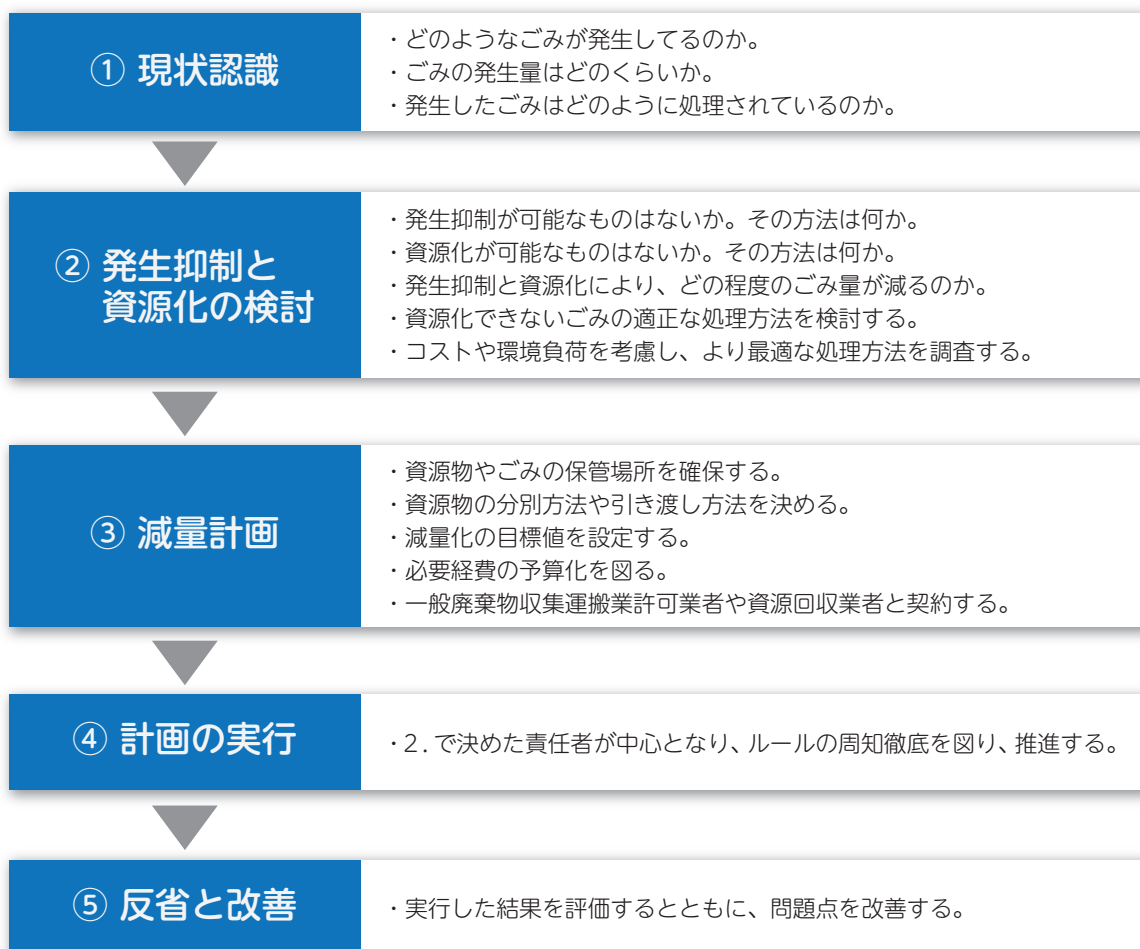 ① 現状認識
・どのようなごみが発生してるのか。
・ごみの発生量はどのくらいか。
・発生したごみはどのように処理されているのか。
② 発生抑制と
資源化の検討
・発生抑制が可能なものはないか。その方法は何か。
・資源化が可能なものはないか。その方法は何か。
・発生抑制と資源化により、どの程度のごみ量が減るのか。
・資源化できないごみの適正な処理方法を検討する。
・コストや環境負荷を考慮し、より最適な処理方法を調査する。
③ 減量計画
・資源物やごみの保管場所を確保する。
・資源物の分別方法や引き渡し方法を決める。
・減量化の目標値を設定する。
・必要経費の予算化を図る。
・一般廃棄物収集運搬業許可業者や資源回収業者と契約する。
④ 計画の実行
・2. で決めた責任者が中心となり、ルールの周知徹底を図り、推進する。
⑤ 反省と改善
・実行した結果を評価するとともに、問題点を改善する。